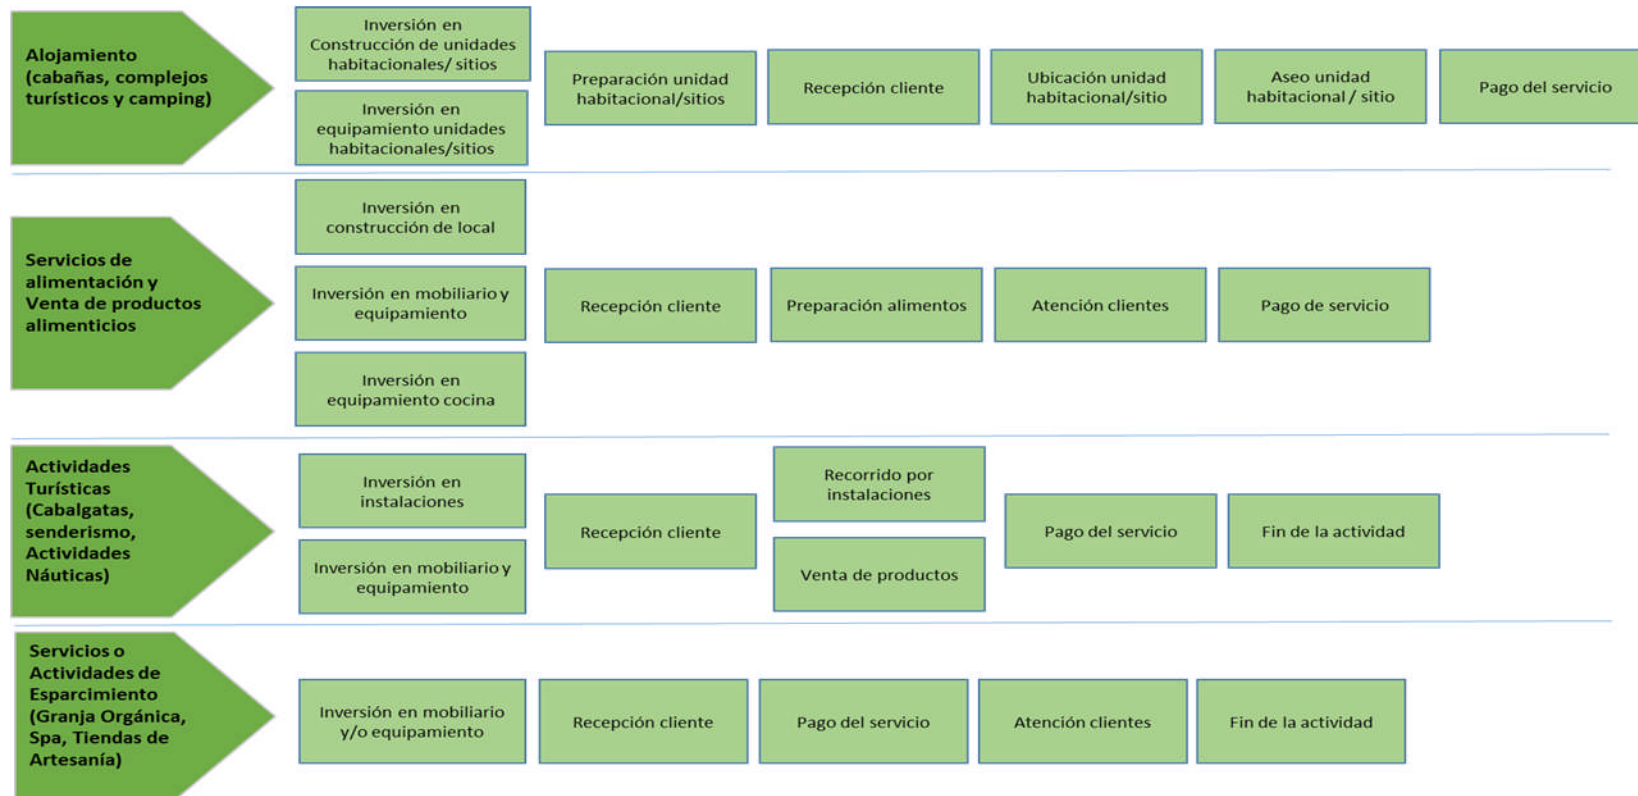 Alojamiento
(cabañas, complejos
turísticos y camping)
Inversión en
Construcción de unidades
habitacionales/ sitios
Inversión en
equipamiento unidades
habitacionales/sitios
Preparación unidad
habitacional/sitios
Recepción cliente
Ubicación unidad
habitacional/sitio
Aseo unidad
habitacional / sitio
Pago del servicio
Servicios de
alimentación y
Venta de productos
alimenticios
Inversión en
construcción de local
Inversión en mobiliario y
equipamiento
Inversión en
equipamiento cocina
Recepción cliente
Preparación alimentos
Atención clientes
Pago de servicio
Actividades
Turísticas
(Cabalgatas,
senderismo,
Actividades
Náuticas)
Inversión en
instalaciones
Inversión en mobiliario y
equipamiento
Recepción cliente
Recorrido por
instalaciones
Venta de productos
Pago del servicio
Fin de la actividad
Servicios o
Actividades de
Esparcimiento
(Granja Orgánica,
Spa, Tiendas de
Artesanía)
Inversión en mobiliario
y/o equipamiento
Recepción cliente
Pago del servicio
Atención clientes
Fin de la actividad